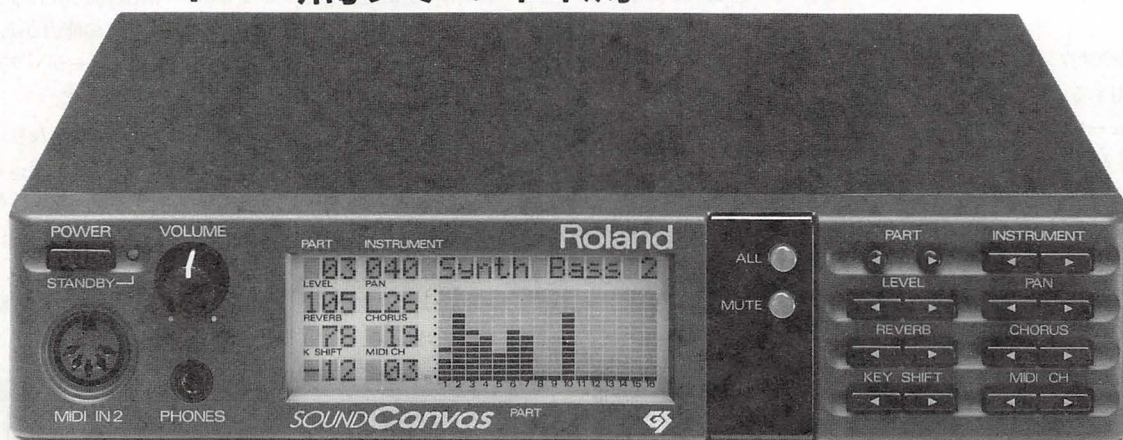 POWER
VOLUME
STANDBY
MIDI IN2
PHONES
Roland
PART INSTRUMENT
03 040 Synth Bass 2
LEVEL PAN
105 L26
REVERB CHORUS
78 19
K SHIFT MIDI CH
-12 03
1 2 3 4 5 6 7 8 9 10 11 12 13 14 15 16
SOUND Canvas
PART
GS
ALL
MUTE
PART INSTRUMENT
LEVEL PAN
REVERB CHORUS
KEY SHIFT MIDI CH